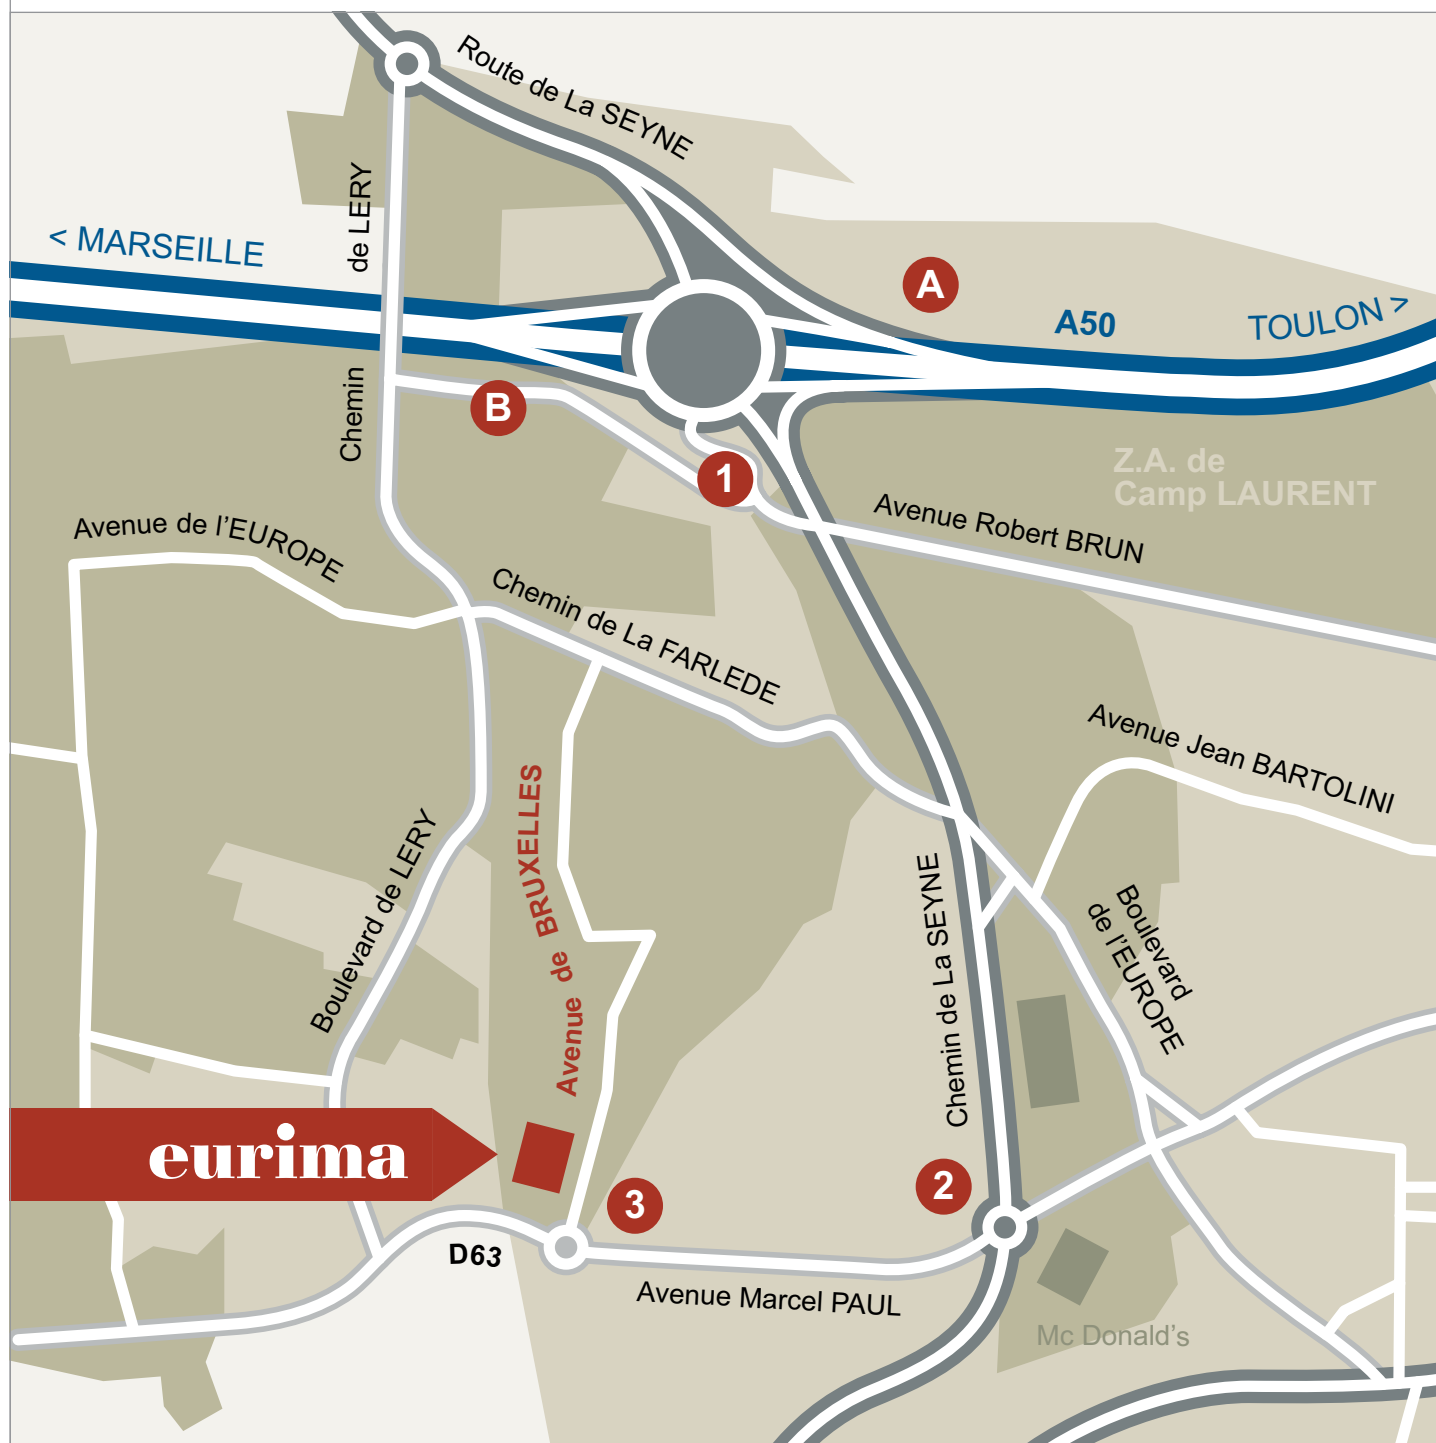 Route de La SEYNE
de LERY
< MARSEILLE
A
A50
TOULON >
Chemin
B
1
Z.A. de
Camp LAURENT
Avenue Robert BRUN
Avenue de l’EUROPE
Chemin de La FARLEDE
Avenue Jean BARTOLINI
Avenue de BRUXELLES
Boulevard de LERY
Chemin de La SEYNE
Boulevard
de l’EUROPE
eurima
2
3
D63
Avenue Marcel PAUL
Mc Donald’s